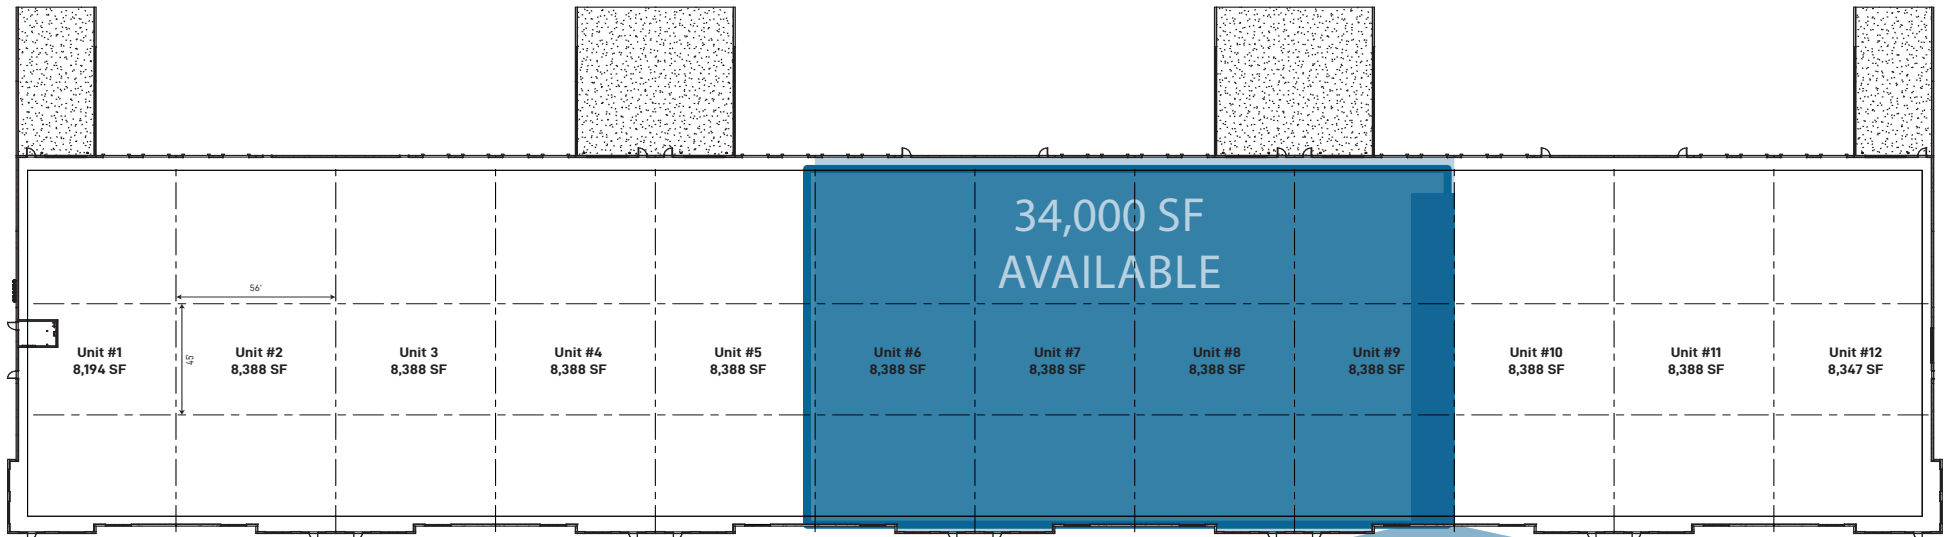 34,000 SF
AVAILABLE
56'
45'
Unit #1
8,194 SF
Unit #2
8,388 SF
Unit 3
8,388 SF
Unit #4
8,388 SF
Unit #5
8,388 SF
Unit #6
8,388 SF
Unit #7
8,388 SF
Unit #8
8,388 SF
Unit #9
8,388 SF
Unit #10
8,388 SF
Unit #11
8,388 SF
Unit #12
8,347 SF